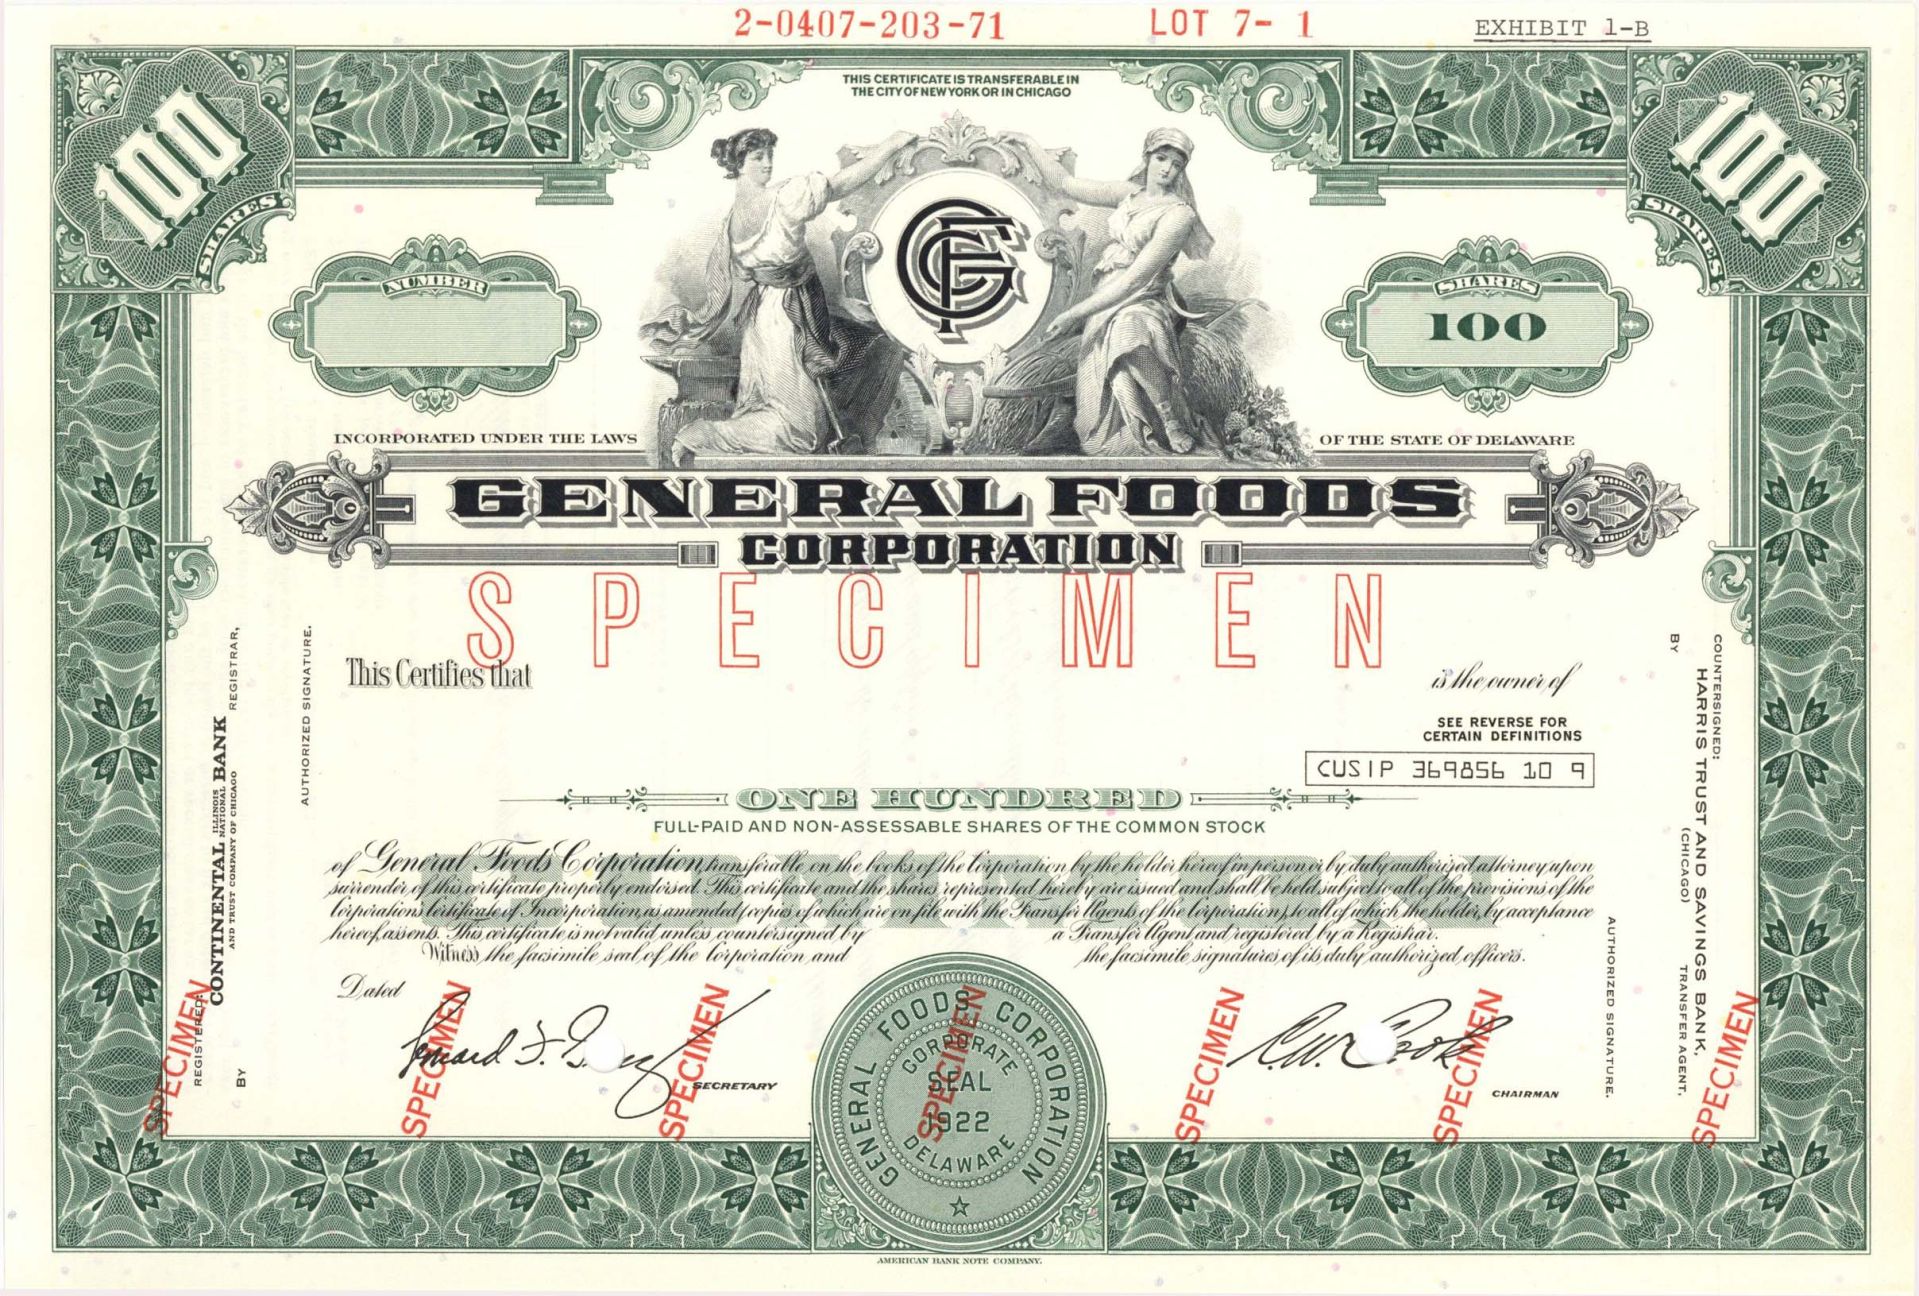 2-0407-203-71 LOT 7- 1 EXHIBIT 1-B
THIS CERTIFICATE IS TRANSFERABLE IN
THE CITY OF NEW YORK OR IN CHICAGO
100 SHARES
100 SHARES
GFC
NUMBER
SHARES
100
INCORPORATED UNDER THE LAWS
OF THE STATE OF DELAWARE
GENERAL FOODS
CORPORATION
SPECIMEN
This Certifies that
is the owner of
SEE REVERSE FOR
CERTAIN DEFINITIONS
CUSIP 369856 10 9
ONE HUNDRED
FULL-PAID AND NON-ASSESSABLE SHARES OF THE COMMON STOCK
of General Foods Corporation, transferable on the books of the Corporation by the holder hereof in person or by duly authorized attorney upon
surrender of this certificate properly endorsed. This certificate and the shares represented hereby are issued and shall be held subject to all of the provisions of the
Corporation's Certificate of Incorporation, as amended (copies of which are on file with the Transfer Agents of the Corporation), to all of which the holder, by acceptance
hereof, assents. This certificate is not valid unless countersigned by a Transfer Agent and registered by a Registrar.
Witness the facsimile seal of the Corporation and the facsimile signatures of its duly authorized officers.
Dated
SECRETARY
C.W. Cook
CHAIRMAN
GENERAL FOODS CORPORATION
CORPORATE
SEAL
1922
DELAWARE
REGISTERED:
CONTINENTAL ILLINOIS NATIONAL BANK
AND TRUST COMPANY OF CHICAGO
REGISTRAR,
BY
AUTHORIZED SIGNATURE.
COUNTERSIGNED:
HARRIS TRUST AND SAVINGS BANK,
(CHICAGO) TRANSFER AGENT,
BY
AUTHORIZED SIGNATURE.
SPECIMEN
SPECIMEN
SPECIMEN
SPECIMEN
SPECIMEN
SPECIMEN
SPECIMEN
AMERICAN BANK NOTE COMPANY.